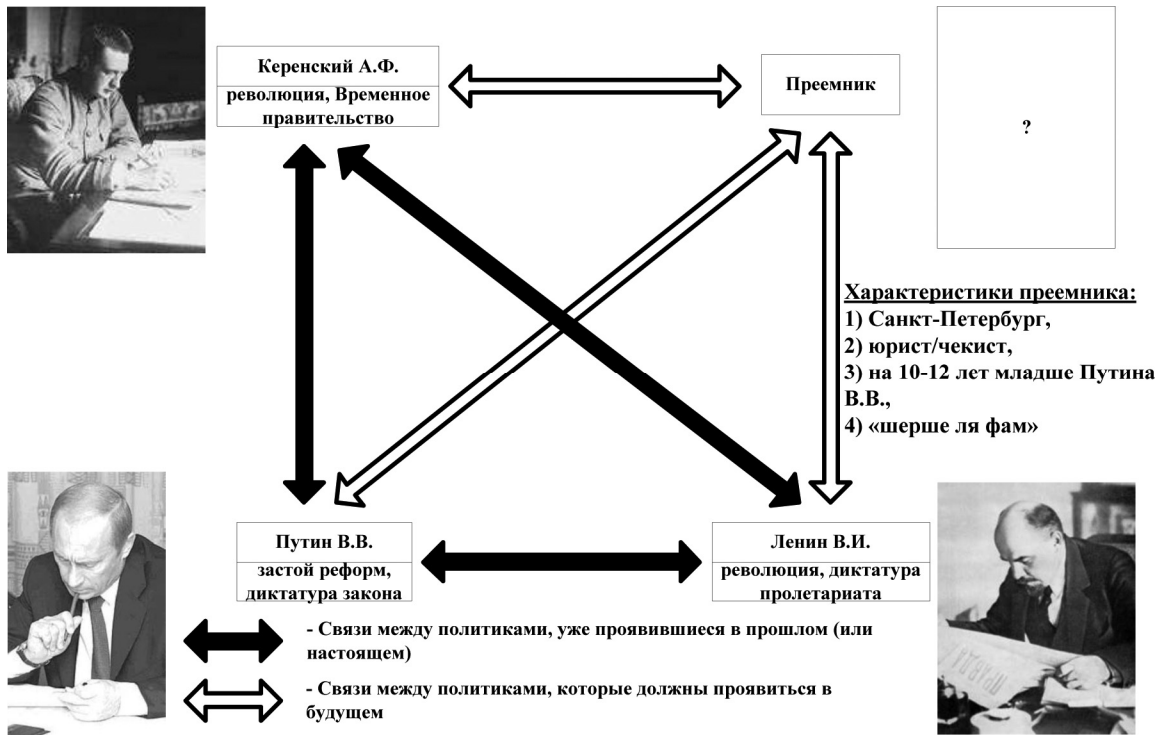 Керенский А.Ф.
революция, Временное
правительство
Преемник
?
Характеристики преемника:
1) Санкт-Петербург,
2) юрист/чекист,
3) на 10-12 лет младше Путина
В.В.,
4) «шерше ля фам»
Путин В.В.
застой реформ,
диктатура закона
Ленин В.И.
революция, диктатура
пролетариата
ПРАВДА
- Связи между политиками, уже проявившиеся в прошлом (или
настоящем)
- Связи между политиками, которые должны проявиться в
будущем